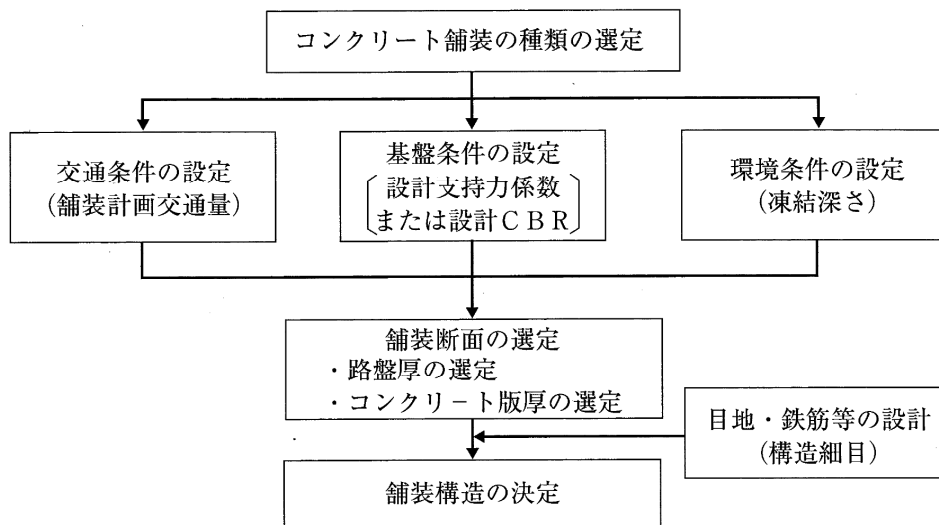 コンクリート舗装の種類の選定
交通条件の設定
(舗装計画交通量)
基盤条件の設定
設計支持力係数
または設計CBR
環境条件の設定
(凍結深さ)
舗装断面の選定
・路盤厚の選定
・コンクリ－ト版厚の選定
目地・鉄筋等の設計
(構造細目)
舗装構造の決定